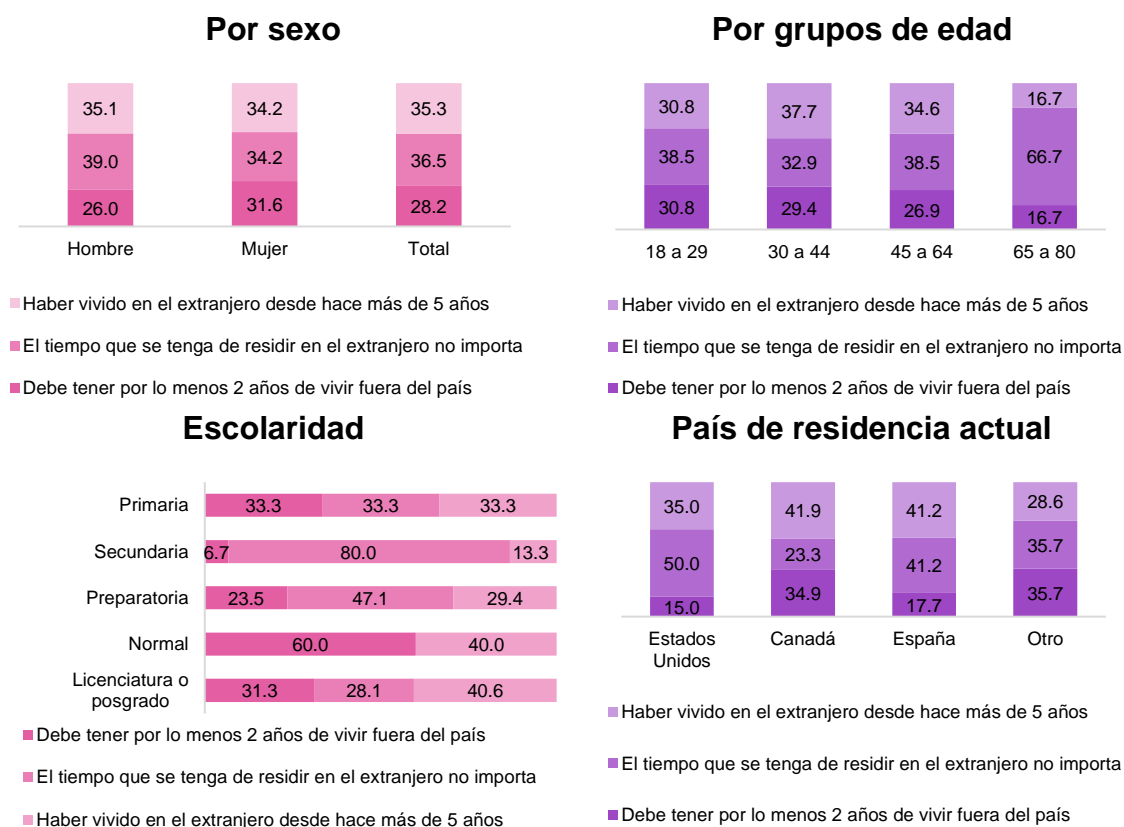 Por sexo
35.1
34.2
35.3
39.0
34.2
36.5
26.0
31.6
28.2
Hombre
Mujer
Total
Haber vivido en el extranjero desde hace más de 5 años
El tiempo que se tenga de residir en el extranjero no importa
Debe tener por lo menos 2 años de vivir fuera del país
Por grupos de edad
30.8
37.7
34.6
16.7
38.5
32.9
38.5
66.7
30.8
29.4
26.9
16.7
18 a 29
30 a 44
45 a 64
65 a 80
Haber vivido en el extranjero desde hace más de 5 años
El tiempo que se tenga de residir en el extranjero no importa
Debe tener por lo menos 2 años de vivir fuera del país
Escolaridad
Primaria 33.3 33.3 33.3
Secundaria 6.7 80.0 13.3
Preparatoria 23.5 47.1 29.4
Normal 60.0 40.0
Licenciatura o
posgrado 31.3 28.1 40.6
Debe tener por lo menos 2 años de vivir fuera del país
El tiempo que se tenga de residir en el extranjero no importa
Haber vivido en el extranjero desde hace más de 5 años
País de residencia actual
35.0
41.9
41.2
28.6
50.0
23.3
41.2
35.7
15.0
34.9
17.7
35.7
Estados
Unidos
Canadá
España
Otro
Haber vivido en el extranjero desde hace más de 5 años
El tiempo que se tenga de residir en el extranjero no importa
Debe tener por lo menos 2 años de vivir fuera del país